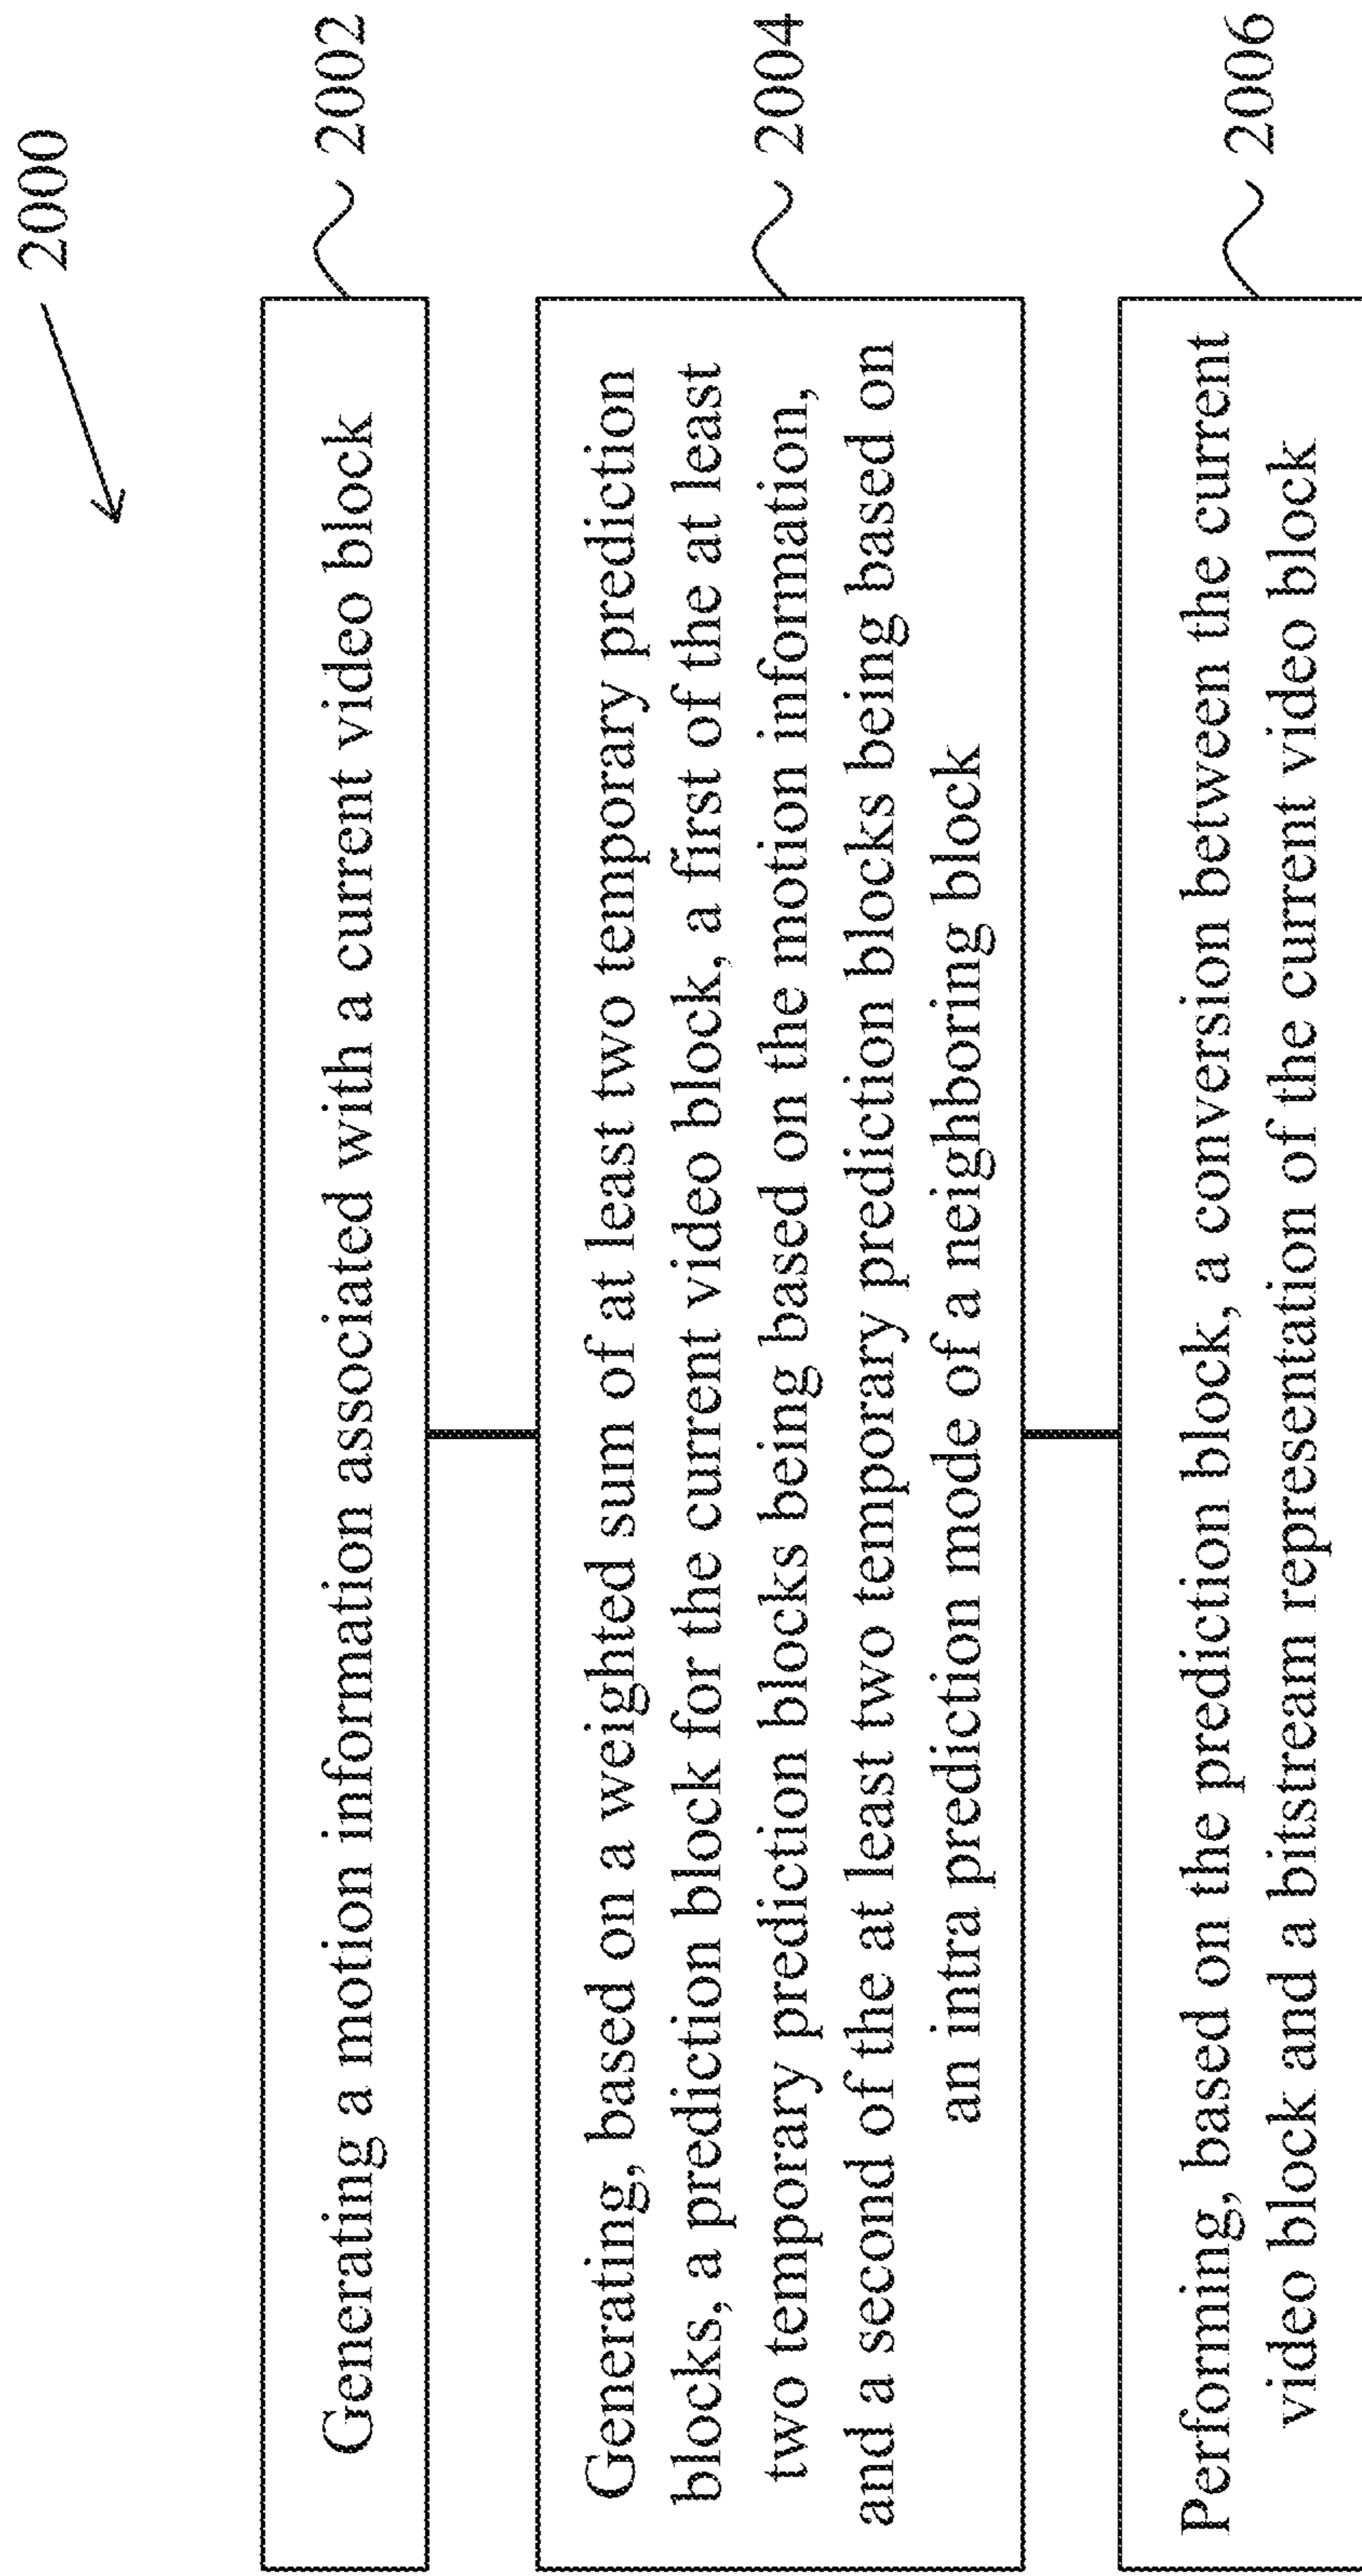 2000
Generating a motion information associated with a current video block
2002
Generating, based on a weighted sum of at least two temporary prediction
blocks, a prediction block for the current video block, a first of the at least
two temporary prediction blocks being based on the motion information,
and a second of the at least two temporary prediction blocks being based on
an intra prediction mode of a neighboring block
2004
Performing, based on the prediction block, a conversion between the current
video block and a bitstream representation of the current video block
2006